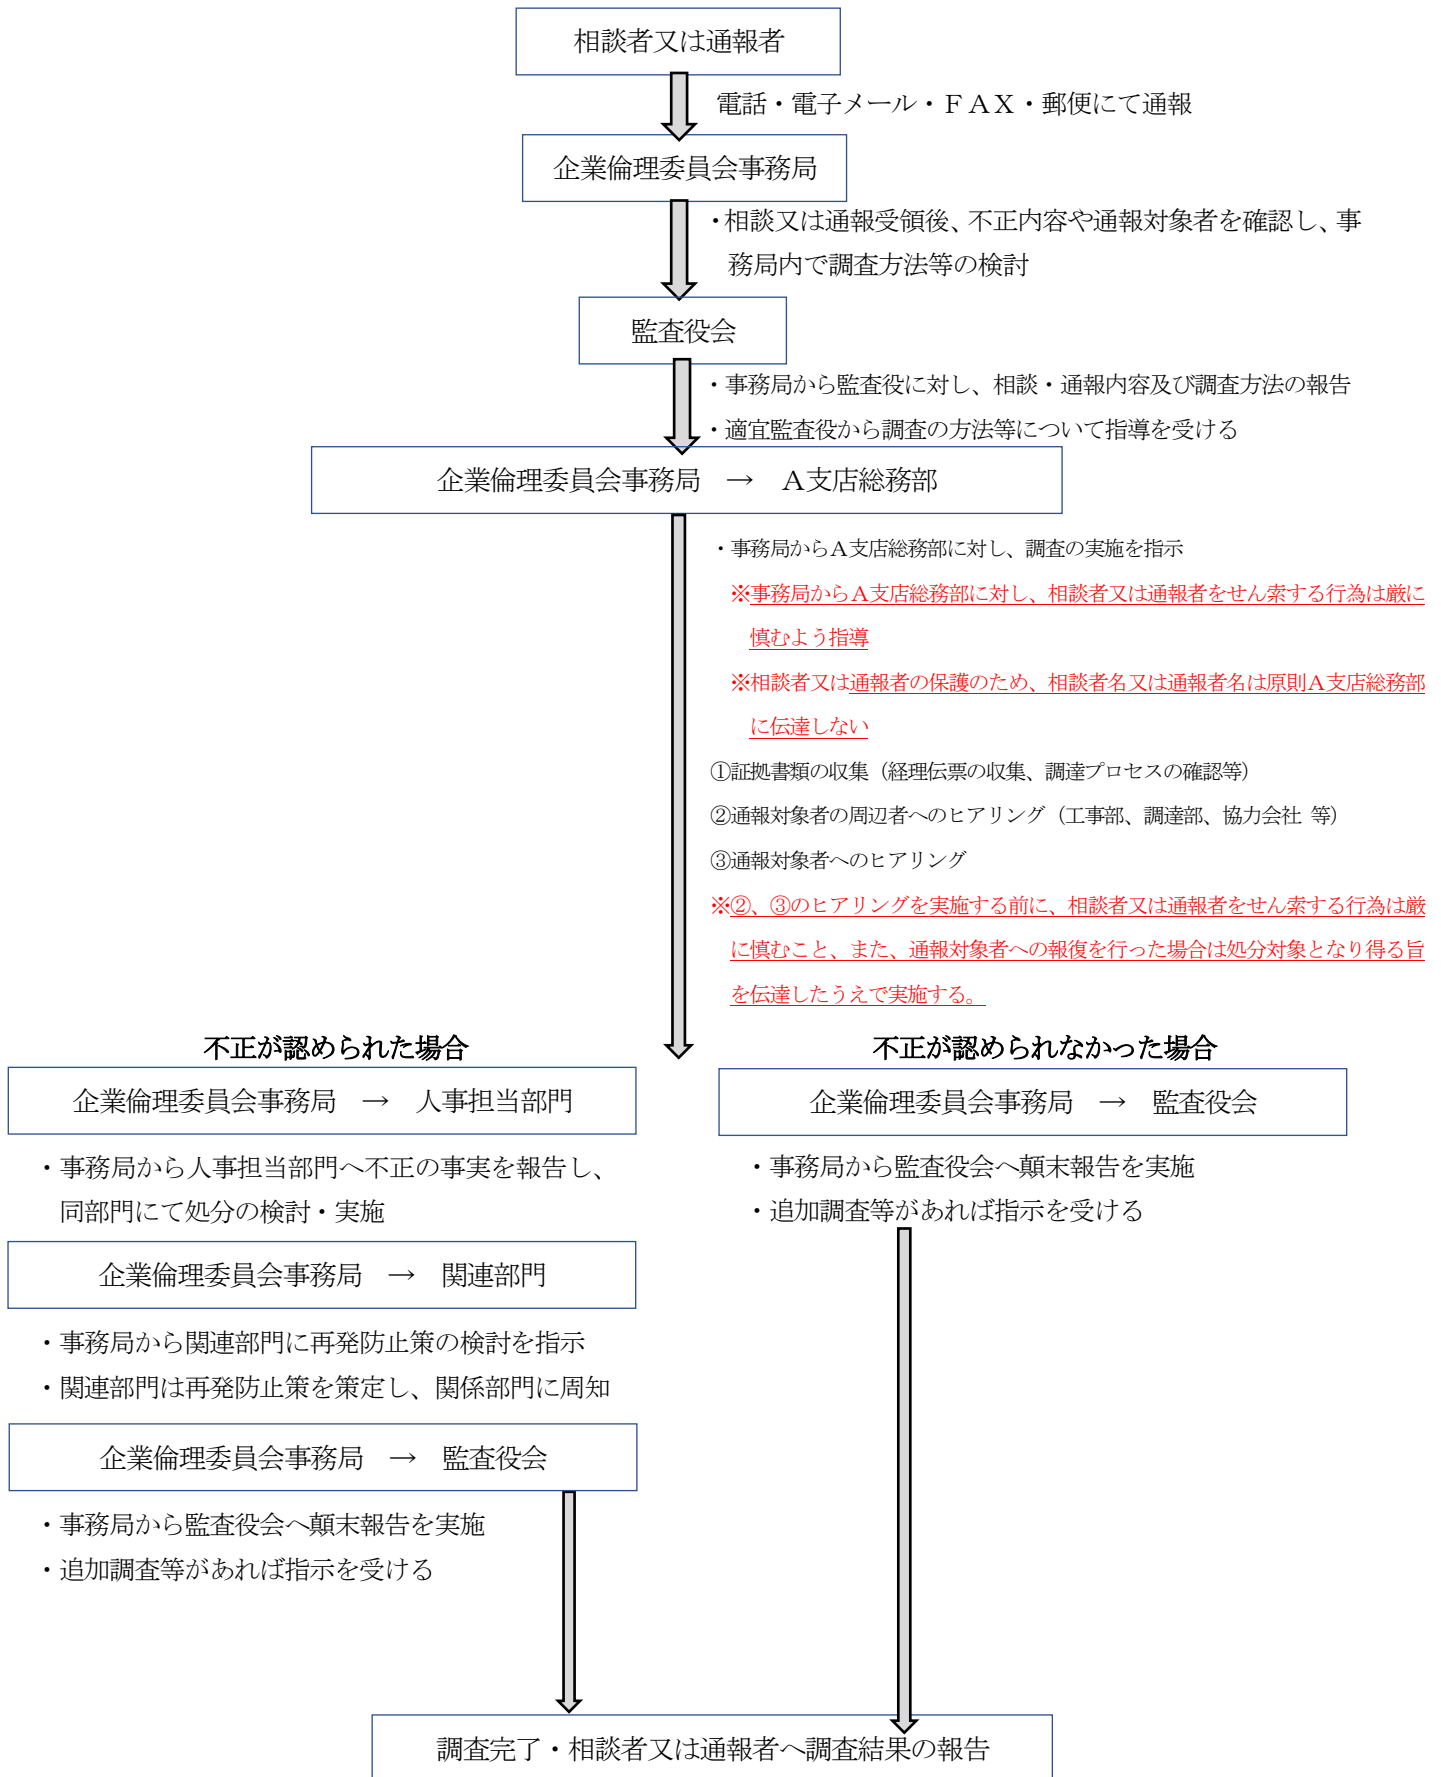 相談者又は通報者
電話・電子メール・ＦＡＸ・郵便にて通報
企業倫理委員会事務局
・相談又は通報受領後、不正内容や通報対象者を確認し、事
務局内で調査方法等の検討
監査役会
・事務局から監査役に対し、相談・通報内容及び調査方法の報告
・適宜監査役から調査の方法等について指導を受ける
企業倫理委員会事務局　→　Ａ支店総務部
・事務局からＡ支店総務部に対し、調査の実施を指示
※事務局からＡ支店総務部に対し、相談者又は通報者をせん索する行為は厳に
慎むよう指導
※相談者又は通報者の保護のため、相談者名又は通報者名は原則Ａ支店総務部
に伝達しない
①証拠書類の収集（経理伝票の収集、調達プロセスの確認等）
②通報対象者の周辺者へのヒアリング（工事部、調達部、協力会社 等）
③通報対象者へのヒアリング
※②、③のヒアリングを実施する前に、相談者又は通報者をせん索する行為は厳
に慎むこと、また、通報対象者への報復を行った場合は処分対象となり得る旨
を伝達したうえで実施する。
不正が認められた場合
企業倫理委員会事務局　→　人事担当部門
・事務局から人事担当部門へ不正の事実を報告し、
同部門にて処分の検討・実施
企業倫理委員会事務局　→　関連部門
・事務局から関連部門に再発防止策の検討を指示
・関連部門は再発防止策を策定し、関係部門に周知
企業倫理委員会事務局　→　監査役会
・事務局から監査役会へ顛末報告を実施
・追加調査等があれば指示を受ける
不正が認められなかった場合
企業倫理委員会事務局　→　監査役会
・事務局から監査役会へ顛末報告を実施
・追加調査等があれば指示を受ける
調査完了・相談者又は通報者へ調査結果の報告